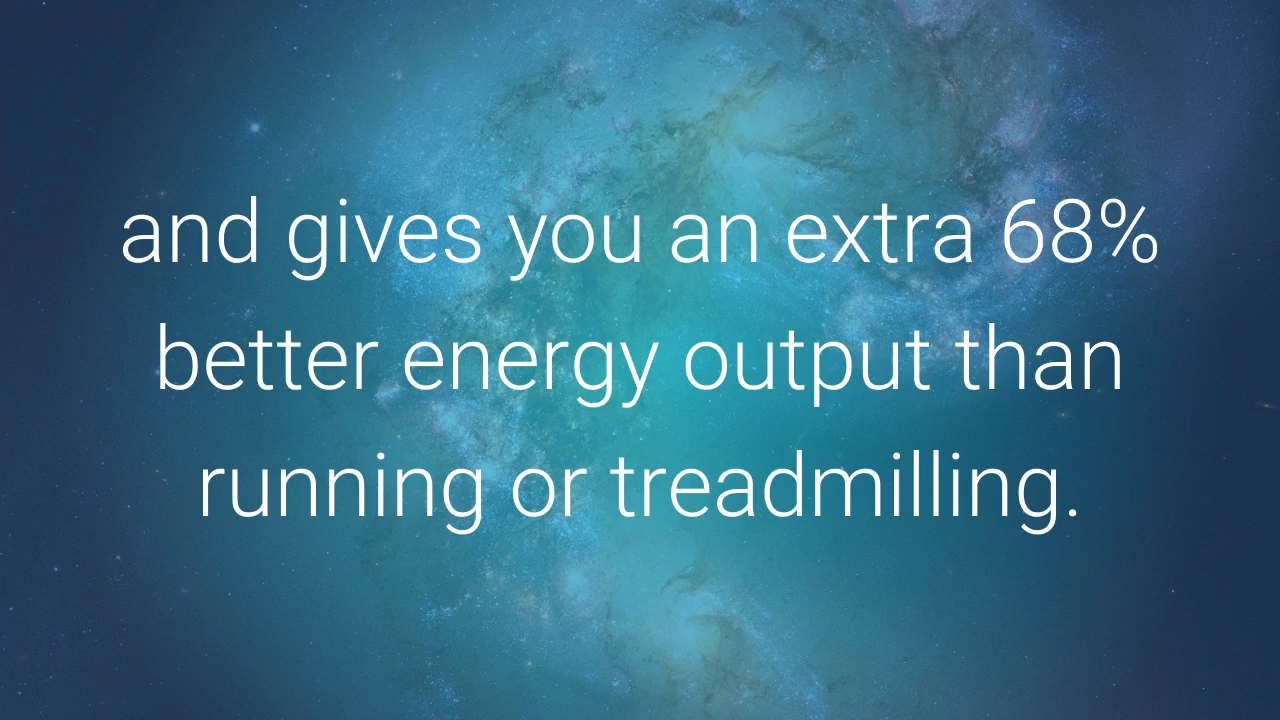 and gives you an extra 68%
better energy output than
running or treadmilling.